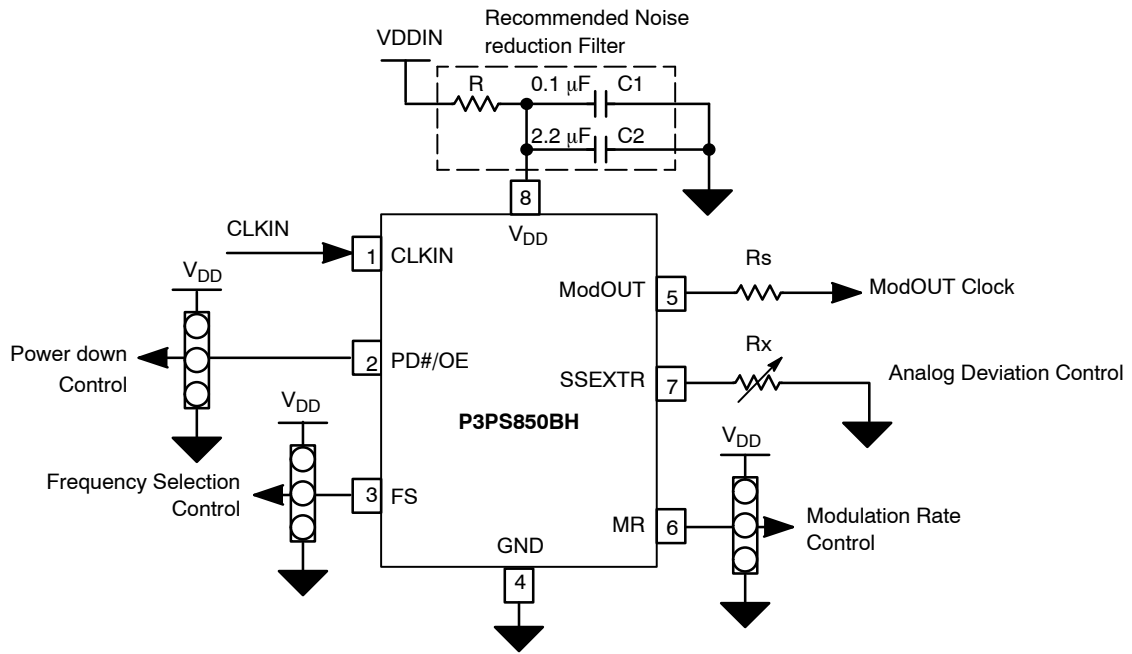 Recommended Noise
reduction Filter
VDDIN
R
0.1 μF
C1
2.2 μF
C2
8
VDD
CLKIN
1
CLKIN
VDD
Power down
Control
2
PD#/OE
VDD
Frequency Selection
Control
3
FS
P3PS850BH
GND
4
ModOUT
5
Rs
ModOUT Clock
SSEXTR
7
Rx
Analog Deviation Control
VDD
MR
6
Modulation Rate
Control